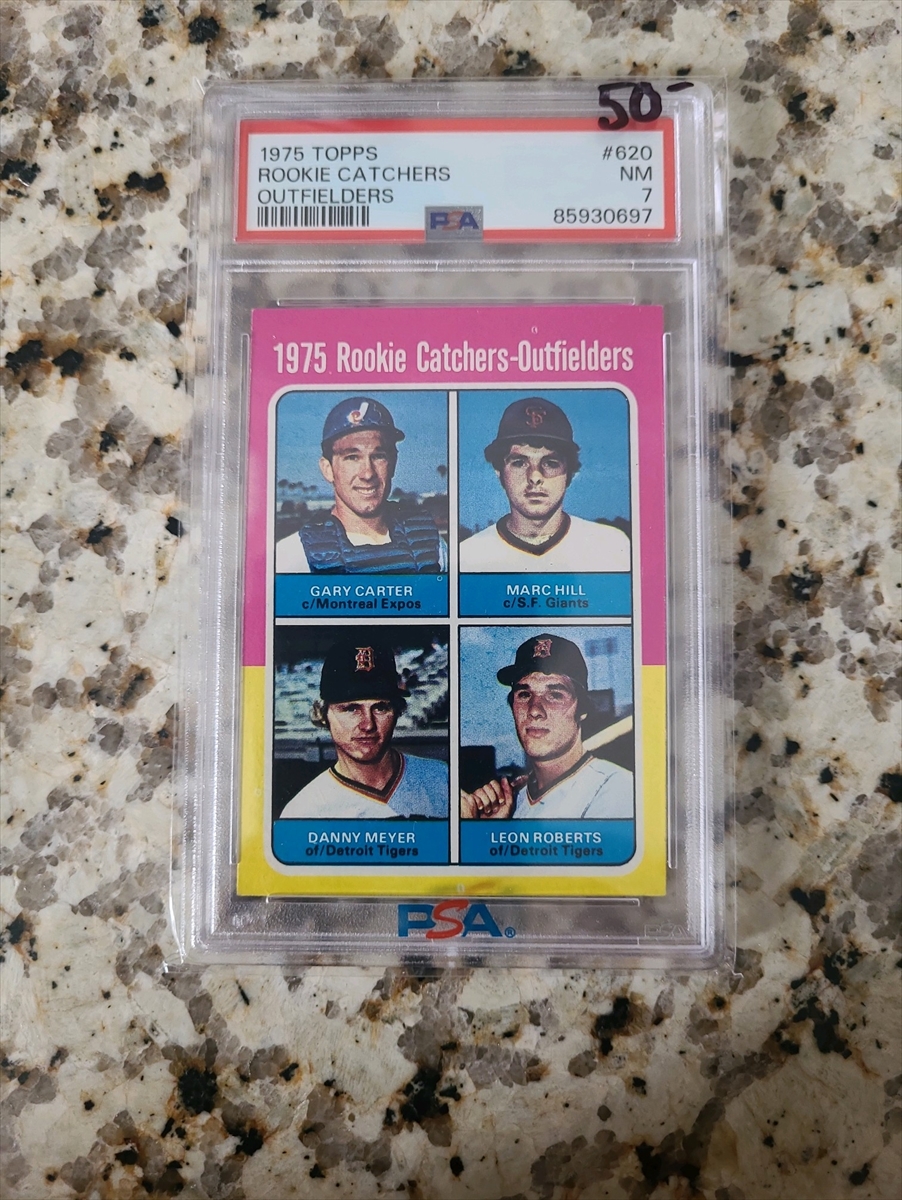 50-
1975 TOPPS #620
ROOKIE CATCHERS NM
OUTFIELDERS 7
PSA 85930697
1975 Rookie Catchers-Outfielders
GARY CARTER
c/Montreal Expos
MARC HILL
c/S.F. Giants
DANNY MEYER
of/Detroit Tigers
LEON ROBERTS
of/Detroit Tigers
PSA®
PSA